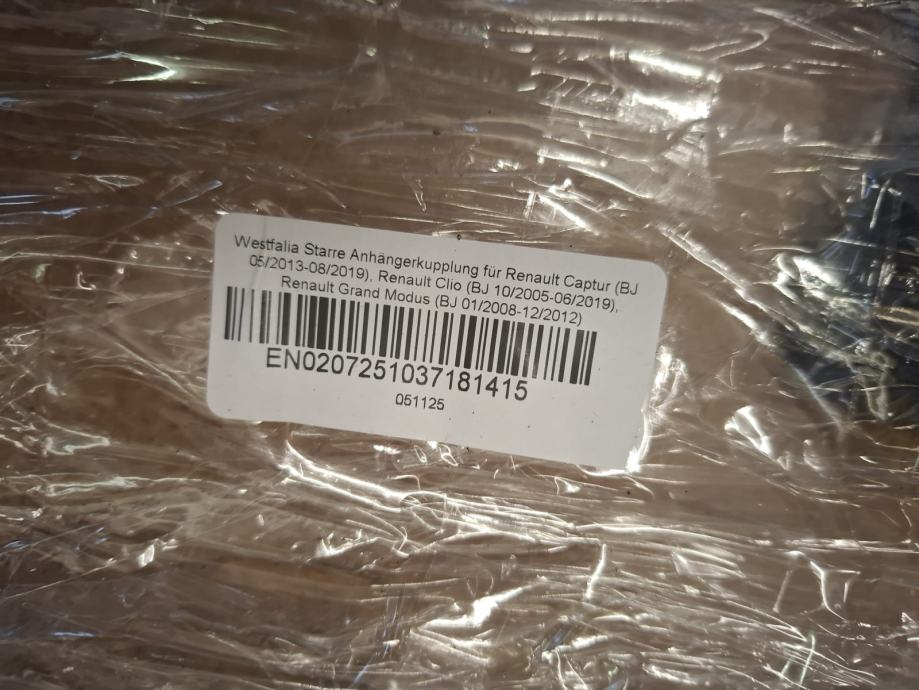 Westfalia Starre Anhängerkupplung für Renault Captur (BJ
05/2013-08/2019), Renault Clio (BJ 10/2005-06/2019),
Renault Grand Modus (BJ 01/2008-12/2012)
EN0207251037181415
051125